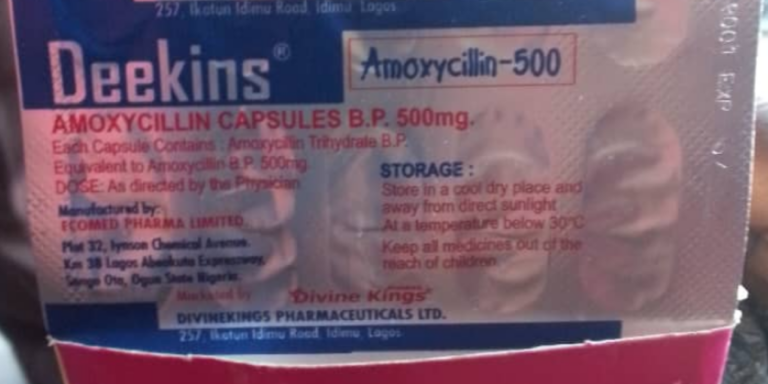 257, Ikotun Idimu Road, Idimu Lagos
Deekins®
Amoxycillin-500
AMOXYCILLIN CAPSULES B.P. 500mg.
Each Capsule Contains : Amoxycillin Trihydrate B.P.
Equivalent to Amoxycillin B.P. 500mg
DOSE: As directed by the Physician
Manufactured by:
ECOMED PHARMA LIMITED
Plot 32, Iynson Chemical Avenue,
Km 38 Lagos Abeokuta Expressway,
Sango Ota, Ogun State Nigeria.
STORAGE :
Store in a cool dry place and
away from direct sunlight
At a temperature below 30°C
Keep all medicines out of the
reach of children
Marketed by Divine Kings
DIVINEKINGS PHARMACEUTICALS LTD.
257, Ikotun Idimu Road, Idimu, Lagos
EXP